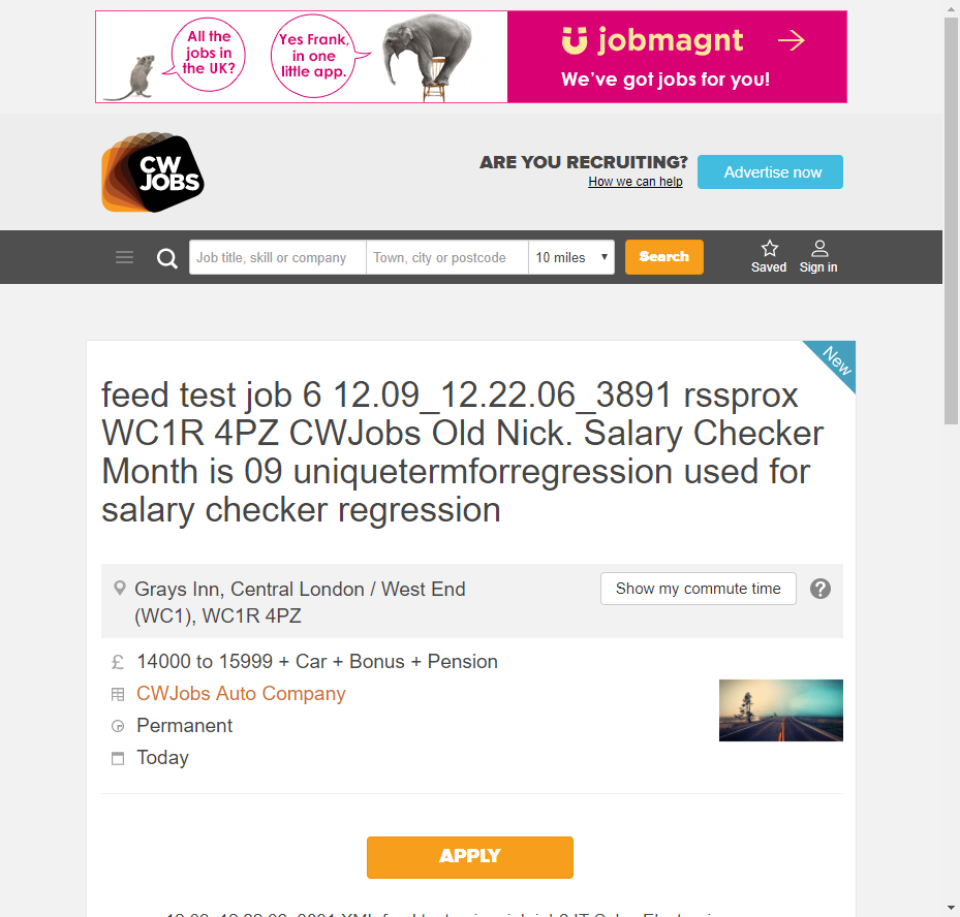 All the
jobs in
the UK?
Yes Frank,
in one
little app.
jobmagnt
We've got jobs for you!
CW
JOBS
ARE YOU RECRUITING?
How we can help
Advertise now
Job title, skill or company
Town, city or postcode
10 miles
Search
Saved
Sign in
New
feed test job 6 12.09_12.22.06_3891 rssprox
WC1R 4PZ CWJobs Old Nick. Salary Checker
Month is 09 uniquetermforregression used for
salary checker regression
Grays Inn, Central London / West End
(WC1), WC1R 4PZ
Show my commute time
?
£ 14000 to 15999 + Car + Bonus + Pension
CWJobs Auto Company
Permanent
Today
APPLY